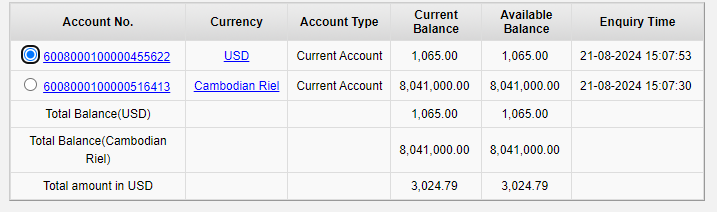 Account No. Currency Account Type Current Balance Available Balance Enquiry Time
6008000100000455622 USD Current Account 1,065.00 1,065.00 21-08-2024 15:07:53
6008000100000516413 Cambodian Riel Current Account 8,041,000.00 8,041,000.00 21-08-2024 15:07:30
Total Balance(USD) 1,065.00 1,065.00
Total Balance(Cambodian Riel) 8,041,000.00 8,041,000.00
Total amount in USD 3,024.79 3,024.79